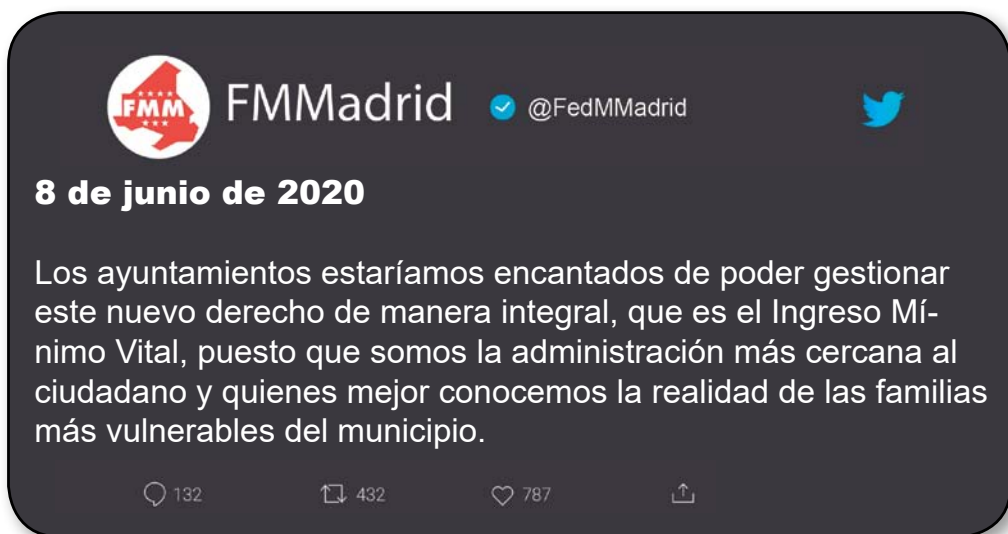 FMM
FMMadrid @FedMMadrid
8 de junio de 2020
Los ayuntamientos estaríamos encantados de poder gestionar
este nuevo derecho de manera integral, que es el Ingreso Mí-
nimo Vital, puesto que somos la administración más cercana al
ciudadano y quienes mejor conocemos la realidad de las familias
más vulnerables del municipio.
132 432 787